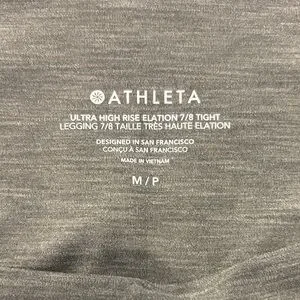 ATHLETA
ULTRA HIGH RISE ELATION 7/8 TIGHT
LEGGING 7/8 TAILLE TRÈS HAUTE ELATION
DESIGNED IN SAN FRANCISCO
CONÇU À SAN FRANCISCO
MADE IN VIETNAM
M/P